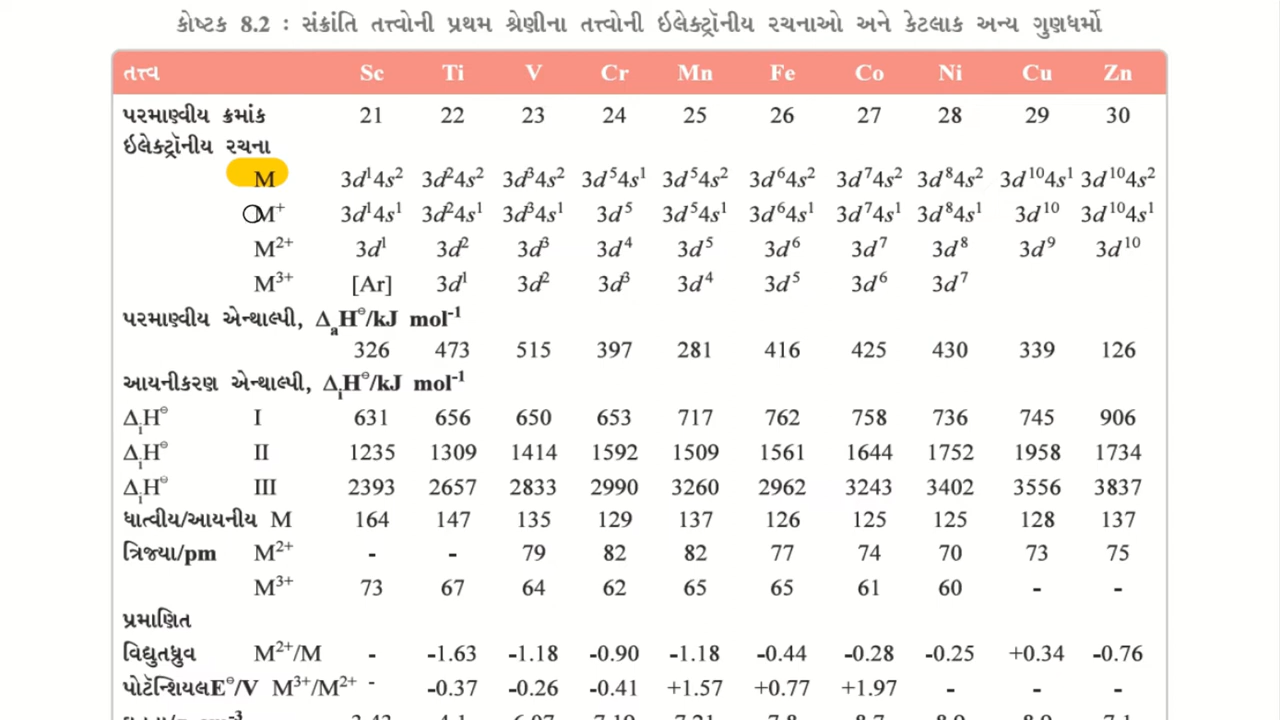 કોષ્ટક 8.2 : સંક્રાંતિ તત્ત્વોની પ્રથમ શ્રેણીના તત્ત્વોની ઇલેક્ટ્રૉનીય રચનાઓ અને કેટલાક અન્ય ગુણધર્મો
તત્ત્વ Sc Ti V Cr Mn Fe Co Ni Cu Zn
પરમાણ્વીય ક્રમાંક 21 22 23 24 25 26 27 28 29 30
ઇલેક્ટ્રૉનીય રચના
M 3d¹4s² 3d²4s² 3d³4s² 3d⁵4s¹ 3d⁵4s² 3d⁶4s² 3d⁷4s² 3d⁸4s² 3d¹⁰4s¹ 3d¹⁰4s²
M⁺ 3d¹4s¹ 3d²4s¹ 3d³4s¹ 3d⁵ 3d⁵4s¹ 3d⁶4s¹ 3d⁷4s¹ 3d⁸4s¹ 3d¹⁰ 3d¹⁰4s¹
M²⁺ 3d¹ 3d² 3d³ 3d⁴ 3d⁵ 3d⁶ 3d⁷ 3d⁸ 3d⁹ 3d¹⁰
M³⁺ [Ar] 3d¹ 3d² 3d³ 3d⁴ 3d⁵ 3d⁶ 3d⁷
પરમાણ્વીય એન્થાલ્પી, ΔₐH⊖/kJ mol⁻¹
326 473 515 397 281 416 425 430 339 126
આયનીકરણ એન્થાલ્પી, ΔᵢH⊖/kJ mol⁻¹
ΔᵢH⊖ I 631 656 650 653 717 762 758 736 745 906
ΔᵢH⊖ II 1235 1309 1414 1592 1509 1561 1644 1752 1958 1734
ΔᵢH⊖ III 2393 2657 2833 2990 3260 2962 3243 3402 3556 3837
ધાત્વીય/આયનીય M 164 147 135 129 137 126 125 125 128 137
ત્રિજ્યા/pm M²⁺ - - 79 82 82 77 74 70 73 75
M³⁺ 73 67 64 62 65 65 61 60 - -
પ્રમાણિત
વિદ્યુતધ્રુવ M²⁺/M - -1.63 -1.18 -0.90 -1.18 -0.44 -0.28 -0.25 +0.34 -0.76
પોટૅન્શિયલE⊖/V M³⁺/M²⁺ - -0.37 -0.26 -0.41 +1.57 +0.77 +1.97 - - -